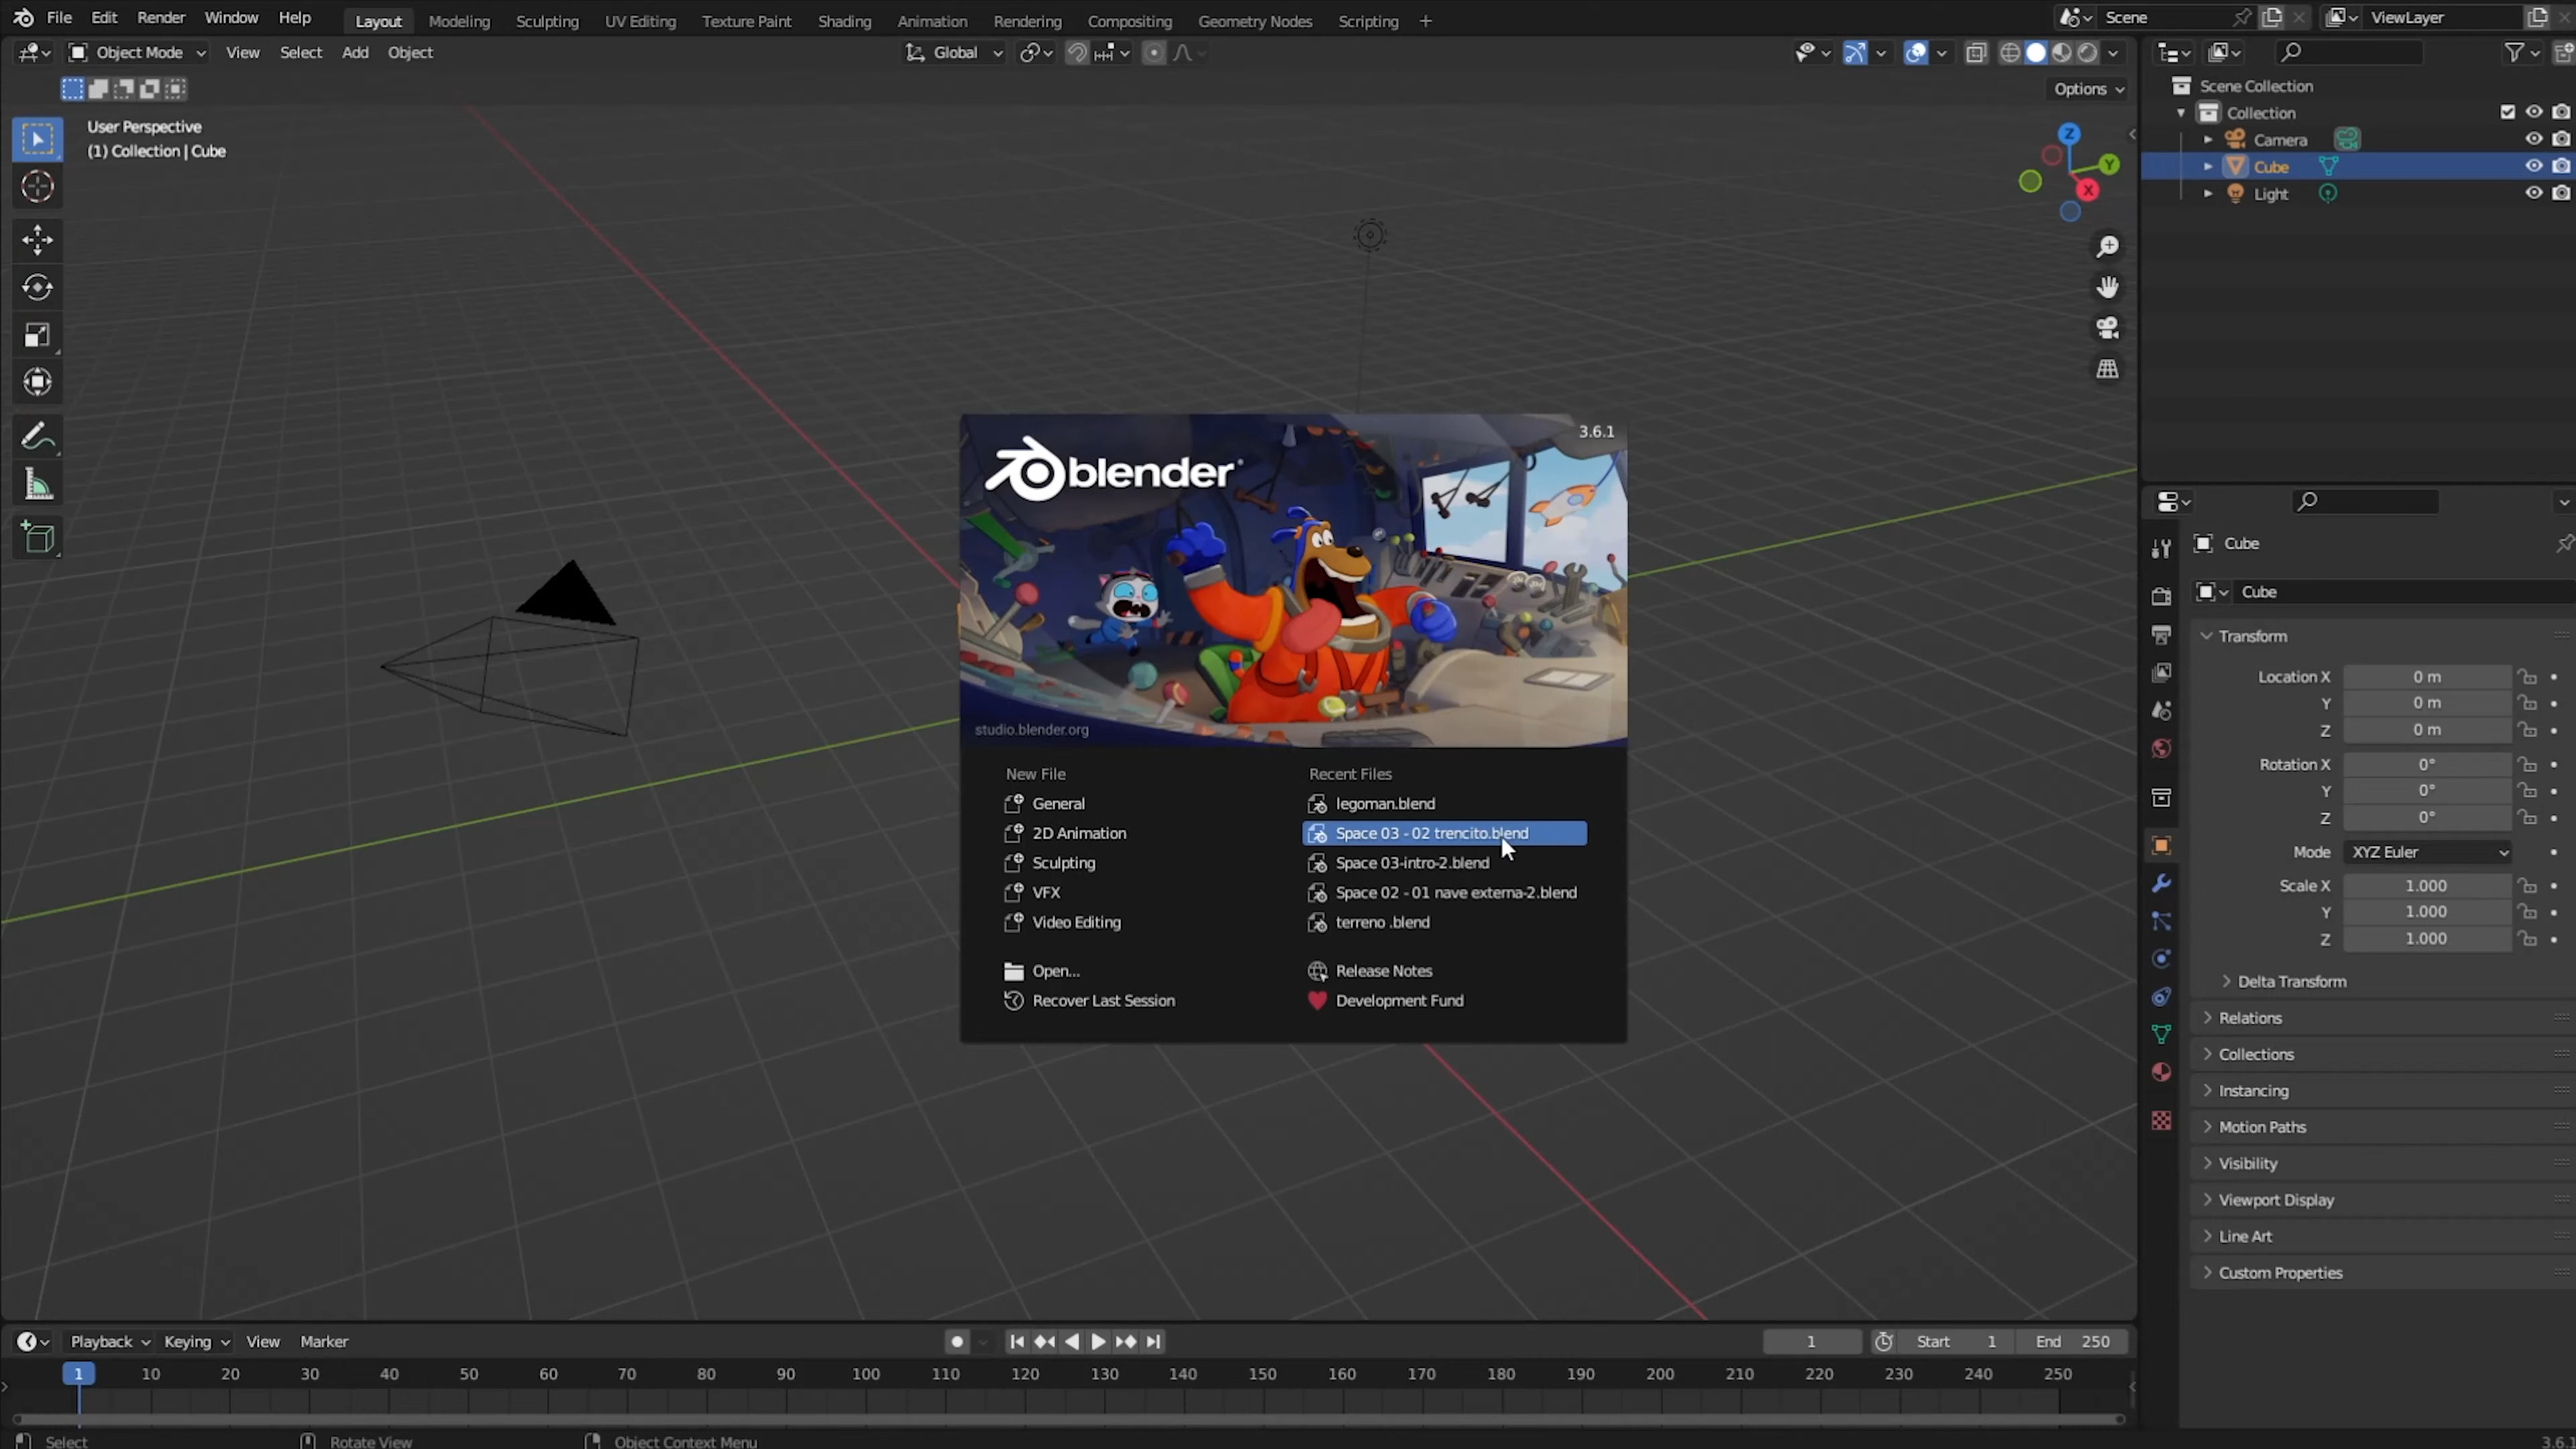 File Edit Render Window Help Layout Modeling Sculpting UV Editing Texture Paint Shading Animation Rendering Compositing Geometry Nodes Scripting + Scene ViewLayer
Object Mode View Select Add Object Global
Options
User Perspective
(1) Collection | Cube
Z
Y
X
Scene Collection
Collection
Camera
Cube
Light
blender
3.6.1
studio.blender.org
New File
General
2D Animation
Sculpting
VFX
Video Editing
Open...
Recover Last Session
Recent Files
legoman.blend
Space 03 - 02 trencito.blend
Space 03-intro-2.blend
Space 02 - 01 nave externa-2.blend
terreno .blend
Release Notes
Development Fund
Cube
Cube
Transform
Location X 0 m
Y 0 m
Z 0 m
Rotation X 0°
Y 0°
Z 0°
Mode XYZ Euler
Scale X 1.000
Y 1.000
Z 1.000
Delta Transform
Relations
Collections
Instancing
Motion Paths
Visibility
Viewport Display
Line Art
Custom Properties
Playback Keying View Marker 1 Start 1 End 250
1 10 20 30 40 50 60 70 80 90 100 110 120 130 140 150 160 170 180 190 200 210 220 230 240 250
Select Rotate View Object Context Menu 3.6.1